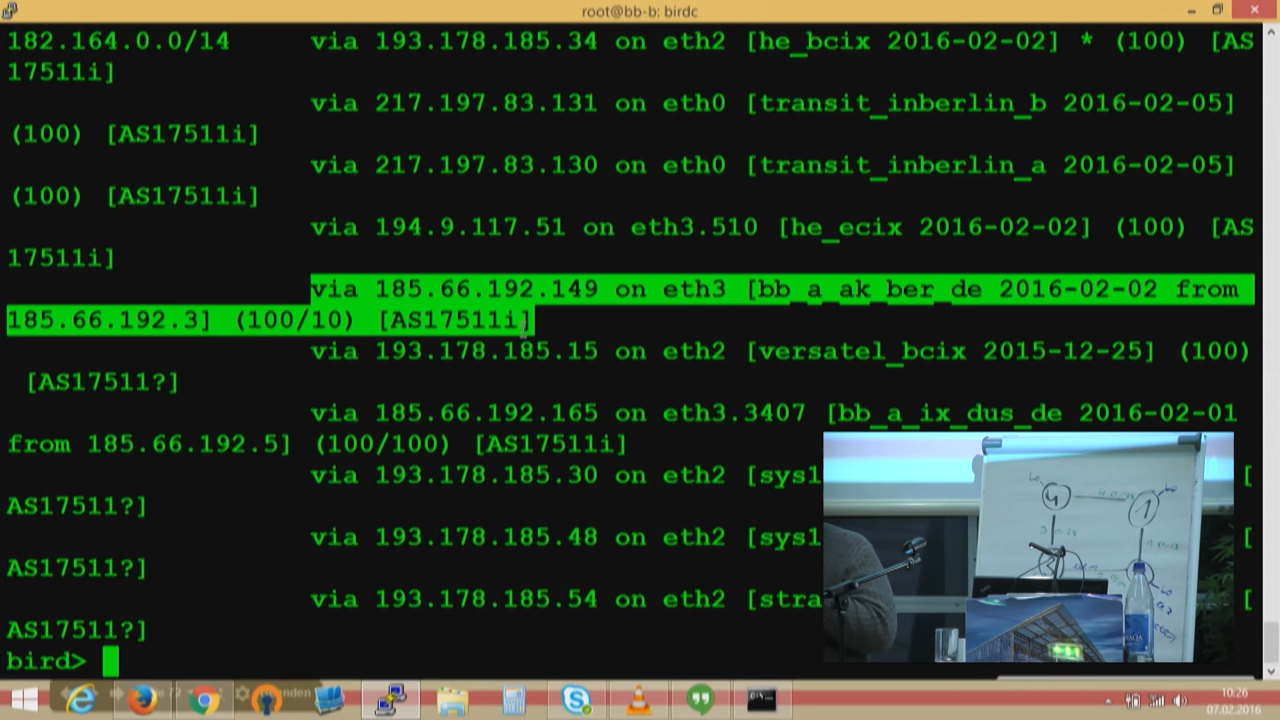 root@bb-b: birdc
182.164.0.0/14 via 193.178.185.34 on eth2 [he_bcix 2016-02-02] * (100) [AS
17511i]
via 217.197.83.131 on eth0 [transit_inberlin_b 2016-02-05]
(100) [AS17511i]
via 217.197.83.130 on eth0 [transit_inberlin_a 2016-02-05]
(100) [AS17511i]
via 194.9.117.51 on eth3.510 [he_ecix 2016-02-02] (100) [AS
17511i]
via 185.66.192.149 on eth3 [bb_a_ak_ber_de 2016-02-02 from
185.66.192.3] (100/10) [AS17511i]
via 193.178.185.15 on eth2 [versatel_bcix 2015-12-25] (100)
[AS17511?]
via 185.66.192.165 on eth3.3407 [bb_a_ix_dus_de 2016-02-01
from 185.66.192.5] (100/100) [AS17511i]
via 193.178.185.30 on eth2 [sys1 [
AS17511?]
via 193.178.185.48 on eth2 [sys1 [
AS17511?]
via 193.178.185.54 on eth2 [stra [
AS17511?]
bird>
4
1
10:26
07.02.2016